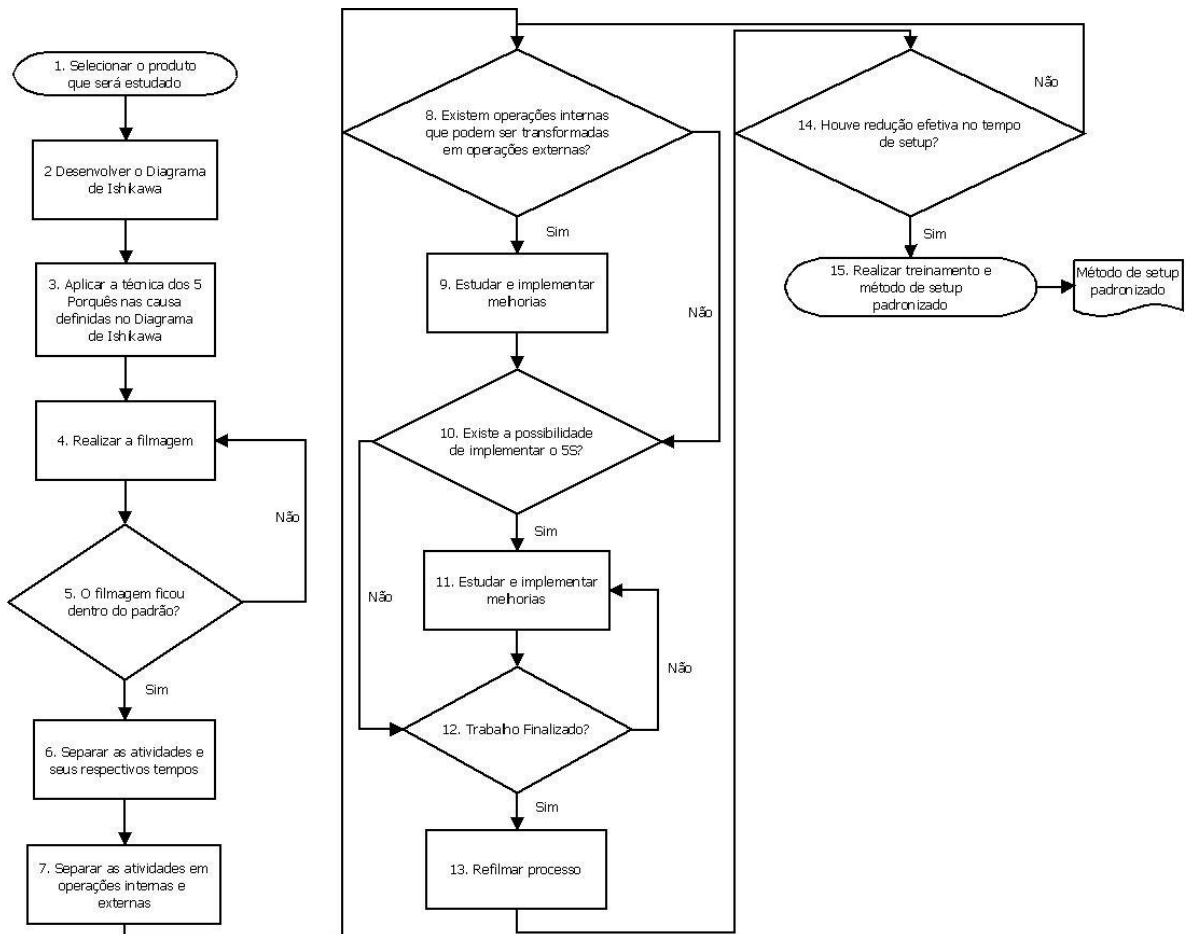 1. Selecionar o produto
que será estudado
2 Desenvolver o Diagrama
de Ishikawa
3. Aplicar a técnica dos 5
Porquês nas causa
definidas no Diagrama
de Ishikawa
4. Realizar a filmagem
Não
5. O filmagem ficou
dentro do padrão?
Sim
6. Separar as atividades e
seus respectivos tempos
7. Separar as atividades em
operações internas e
externas
8. Existem operações internas
que podem ser transformadas
em operações externas?
Sim
9. Estudar e implementar
melhorias
Não
10. Existe a possibilidade
de implementar o 5S?
Sim
Não
11. Estudar e implementar
melhorias
Não
12. Trabalho Finalizado?
Sim
13. Refilmar processo
Não
14. Houve redução efetiva no tempo
de setup?
Sim
15. Realizar treinamento e
método de setup
padronizado
Método de setup
padronizado